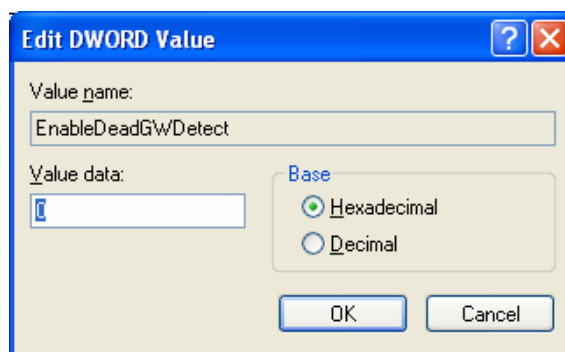 Edit DWORD Value
Value name:
EnableDeadGWDetect
Value data:
0
Base
Hexadecimal
Decimal
OK
Cancel